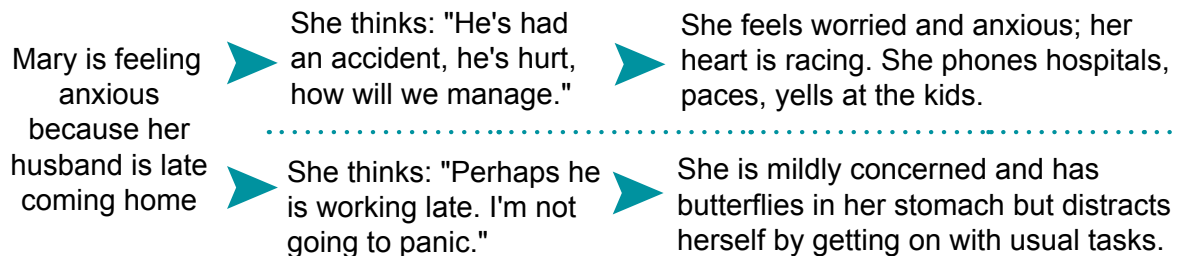 Mary is feeling
anxious
because her
husband is late
coming home
She thinks: "He's had
an accident, he's hurt,
how will we manage."
She feels worried and anxious; her
heart is racing. She phones hospitals,
paces, yells at the kids.
She thinks: "Perhaps he
is working late. I'm not
going to panic."
She is mildly concerned and has
butterflies in her stomach but distracts
herself by getting on with usual tasks.